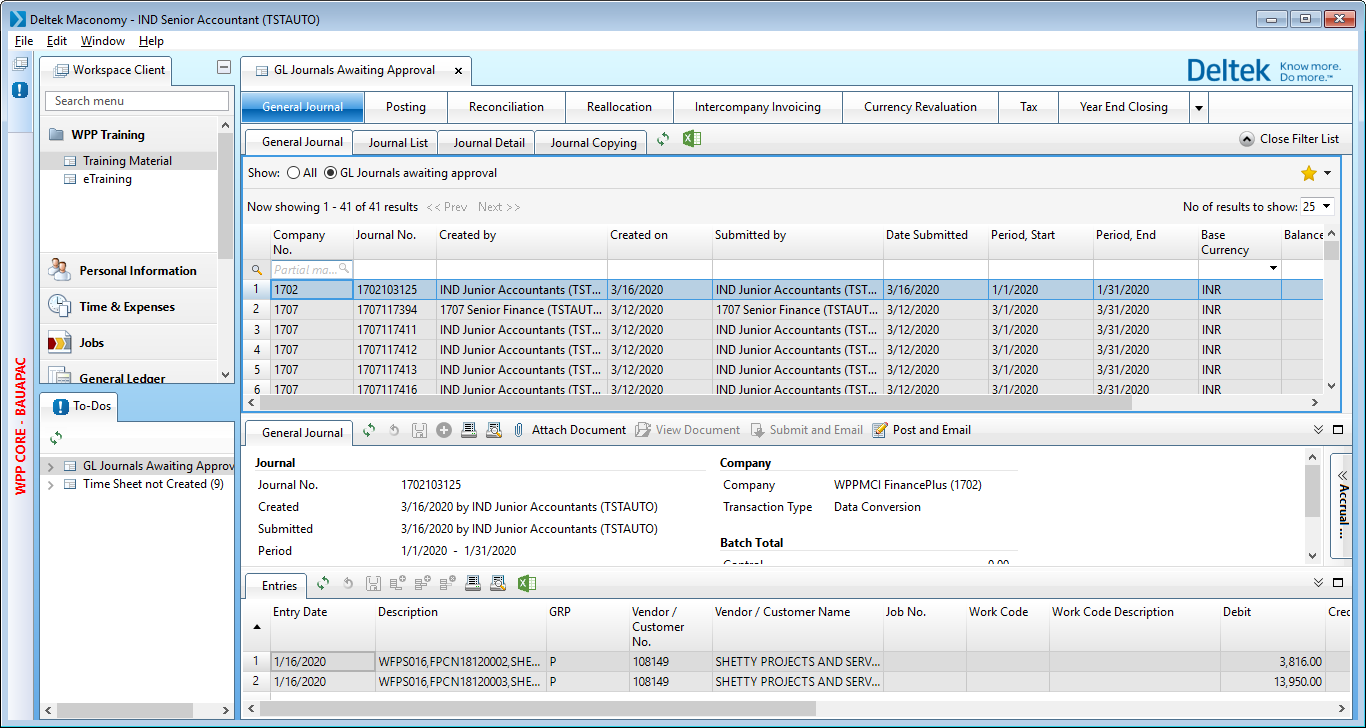 Deltek Maconomy - IND Senior Accountant (TSTAUTO)
File Edit Window Help
Workspace Client
Search menu
WPP Training
Training Material
eTraining
Personal Information
Time & Expenses
Jobs
General Ledger
WPP CORE - BAUAPAC
To-Dos
GL Journals Awaiting Approv
Time Sheet not Created (9)
GL Journals Awaiting Approval
Deltek Know more.
Do more.™
General Journal Posting Reconciliation Reallocation Intercompany Invoicing Currency Revaluation Tax Year End Closing
General Journal Journal List Journal Detail Journal Copying Close Filter List
Show: All GL Journals awaiting approval
Now showing 1 - 41 of 41 results << Prev Next >> No of results to show: 25
Company No. Journal No. Created by Created on Submitted by Date Submitted Period, Start Period, End Base Currency Balance
Partial ma...
1 1702 1702103125 IND Junior Accountants (TST... 3/16/2020 IND Junior Accountants (TST... 3/16/2020 1/1/2020 1/31/2020 INR
2 1707 1707117394 1707 Senior Finance (TSTAUT... 3/12/2020 1707 Senior Finance (TSTAUT... 3/12/2020 3/1/2020 3/31/2020 INR
3 1707 1707117411 IND Junior Accountants (TST... 3/12/2020 IND Junior Accountants (TST... 3/12/2020 3/1/2020 3/31/2020 INR
4 1707 1707117412 IND Junior Accountants (TST... 3/12/2020 IND Junior Accountants (TST... 3/12/2020 3/1/2020 3/31/2020 INR
5 1707 1707117413 IND Junior Accountants (TST... 3/12/2020 IND Junior Accountants (TST... 3/12/2020 3/1/2020 3/31/2020 INR
6 1707 1707117416 IND Junior Accountants (TST... 3/12/2020 IND Junior Accountants (TST... 3/12/2020 3/1/2020 3/31/2020 INR
General Journal Attach Document View Document Submit and Email Post and Email
Journal
Journal No. 1702103125
Created 3/16/2020 by IND Junior Accountants (TSTAUTO)
Submitted 3/16/2020 by IND Junior Accountants (TSTAUTO)
Period 1/1/2020 - 1/31/2020
Company
Company WPPMCI FinancePlus (1702)
Transaction Type Data Conversion
Batch Total
Control 0.00
Accrual ...
Entries
Entry Date Description GRP Vendor / Customer No. Vendor / Customer Name Job No. Work Code Work Code Description Debit Cred
1 1/16/2020 WFPS016,FPCN18120002,SHE... P 108149 SHETTY PROJECTS AND SERV... 3,816.00
2 1/16/2020 WFPS016,FPCN18120003,SHE... P 108149 SHETTY PROJECTS AND SERV... 13,950.00